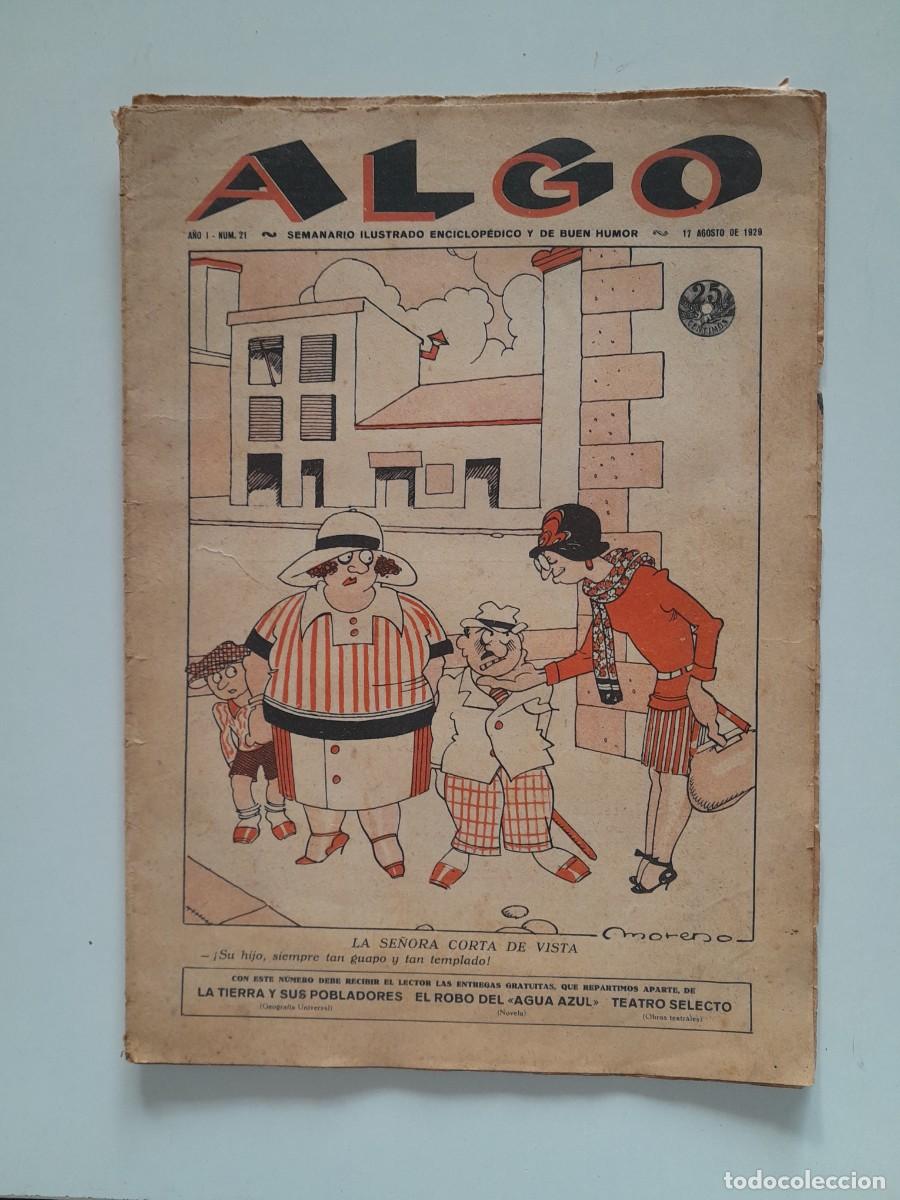 ALGO
AÑO I - NUM. 21 ~ SEMANARIO ILUSTRADO ENCICLOPÉDICO Y DE BUEN HUMOR ~ 17 AGOSTO DE 1929
25
CENTIMOS
moreno
LA SEÑORA CORTA DE VISTA
— ¡Su hijo, siempre tan guapo y tan templado!
CON ESTE NÚMERO DEBE RECIBIR EL LECTOR LAS ENTREGAS GRATUITAS, QUE REPARTIMOS APARTE, DE
LA TIERRA Y SUS POBLADORES EL ROBO DEL «AGUA AZUL» TEATRO SELECTO
(Geografía Universal) (Novela) (Obras teatrales)
todocoleccion